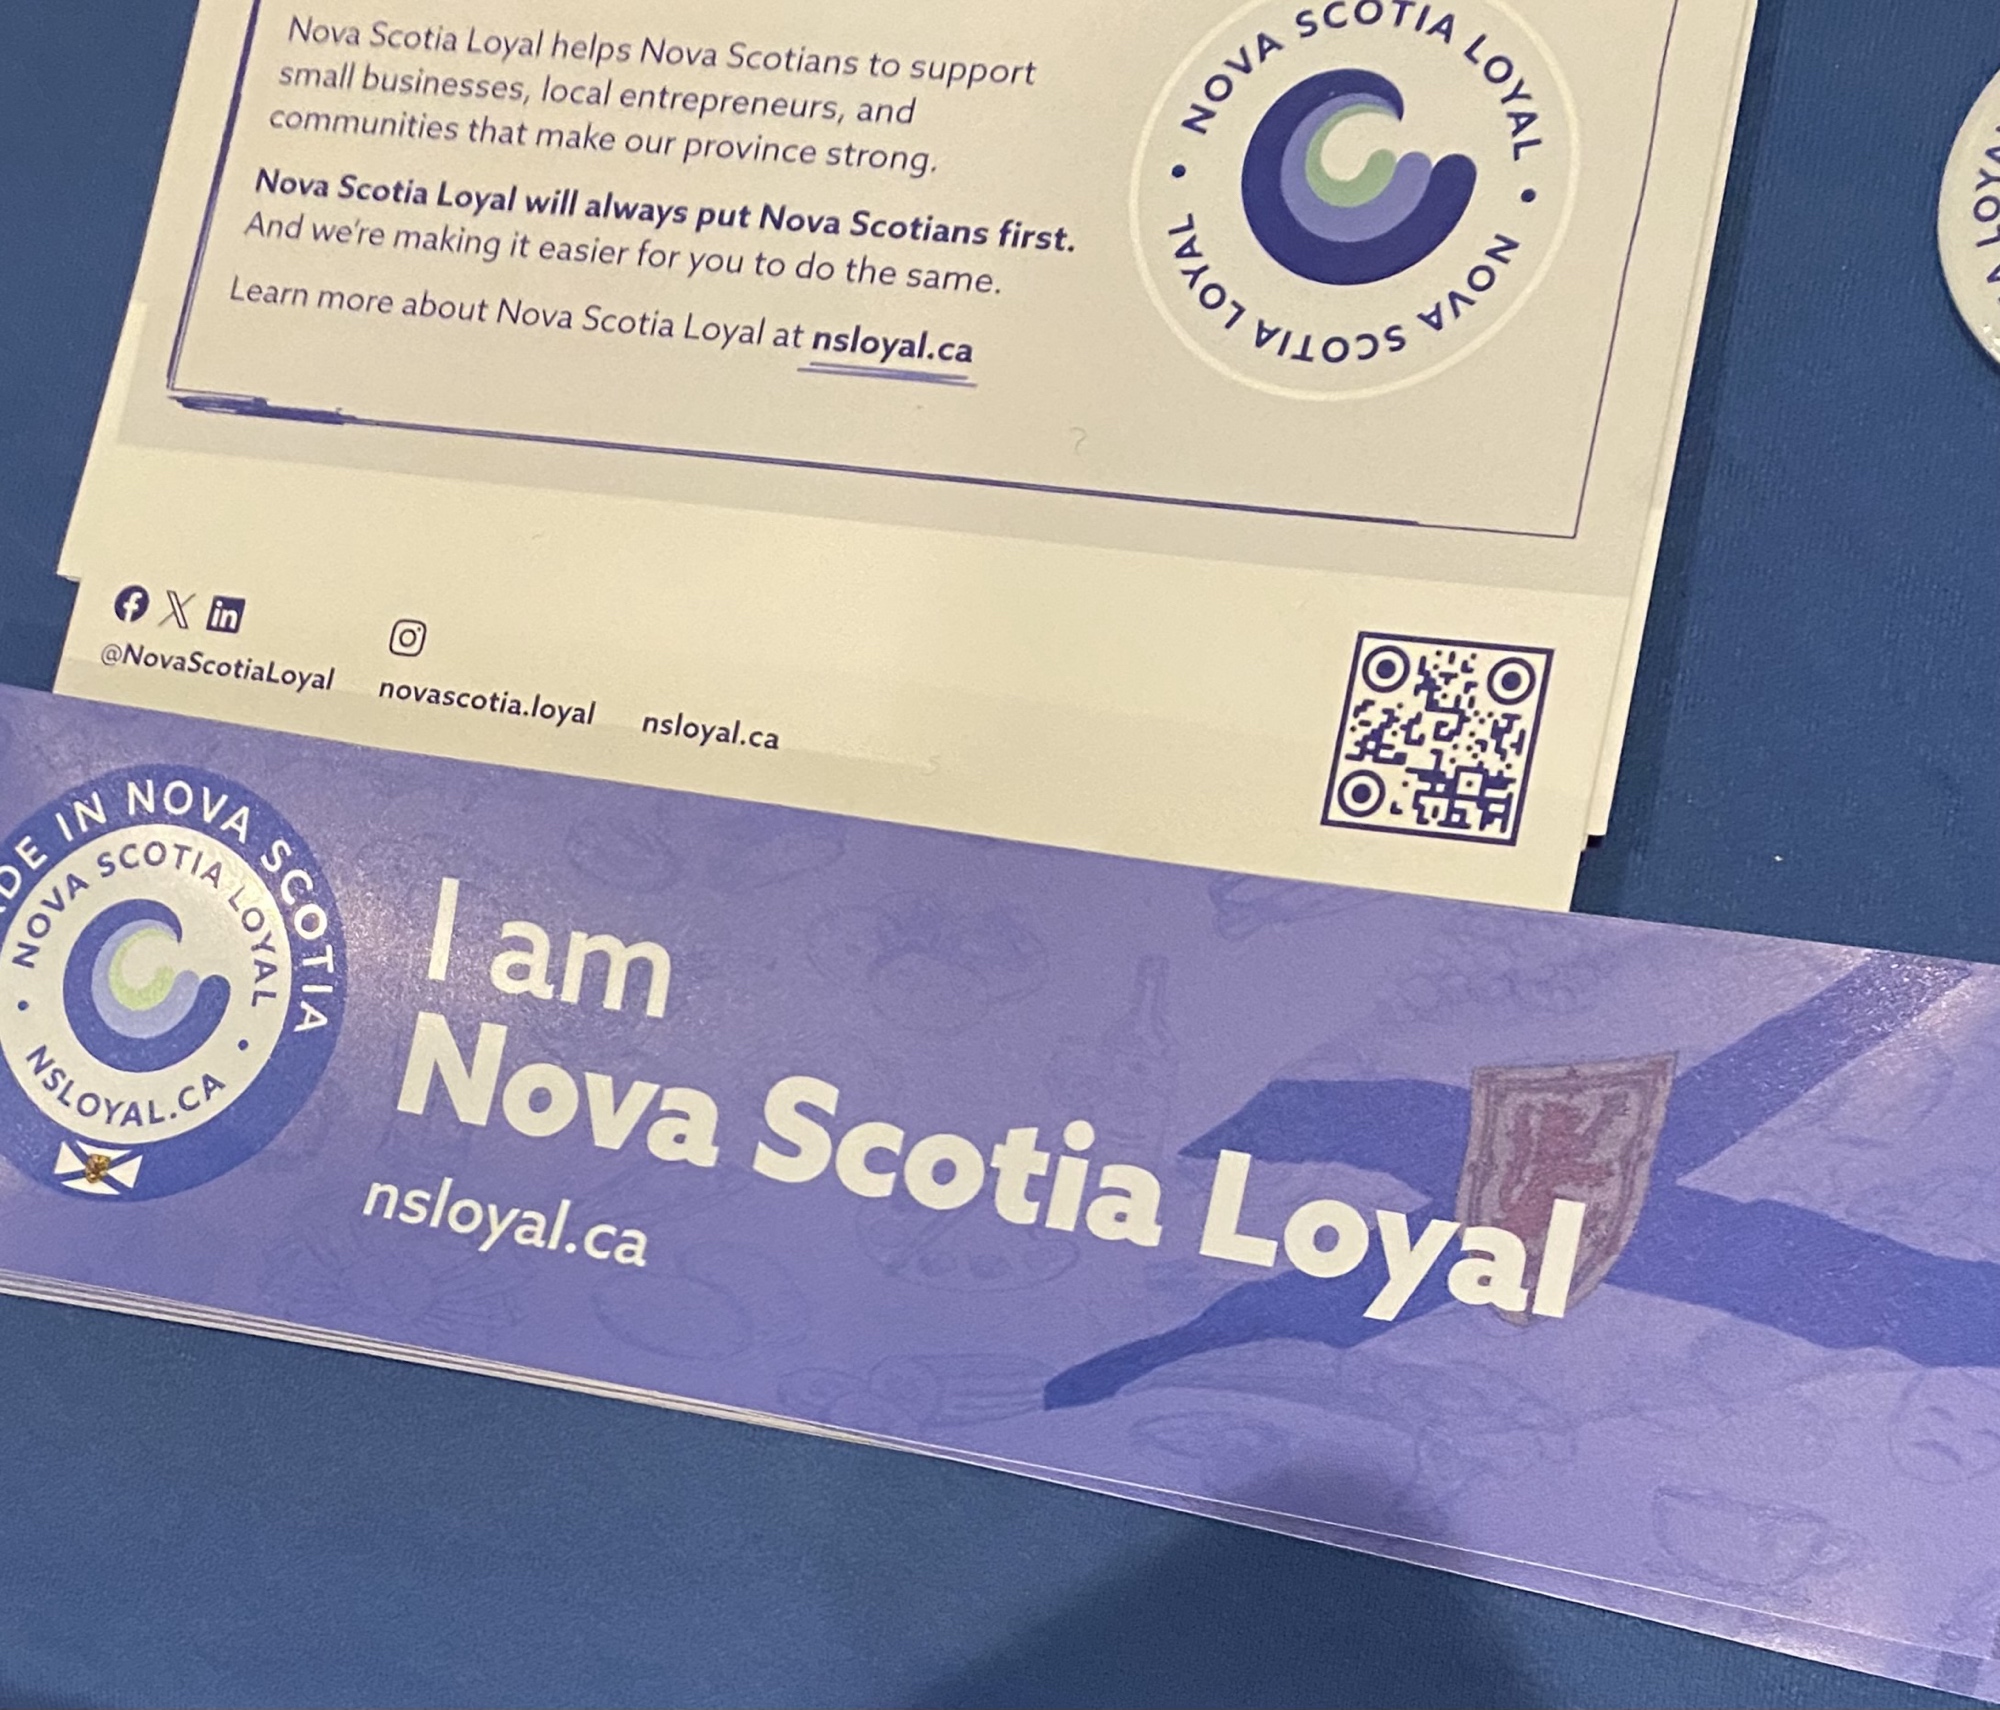 Nova Scotia Loyal helps Nova Scotians to support
small businesses, local entrepreneurs, and
communities that make our province strong.
Nova Scotia Loyal will always put Nova Scotians first.
And we're making it easier for you to do the same.
Learn more about Nova Scotia Loyal at nsloyal.ca
NOVA SCOTIA LOYAL • NOVA SCOTIA LOYAL •
LOYAL
@NovaScotiaLoyal
novascotia.loyal
nsloyal.ca
IN NOVA SCOTIA
NOVA SCOTIA LOYAL
• NSLOYAL.CA •
I am
Nova Scotia Loyal
nsloyal.ca